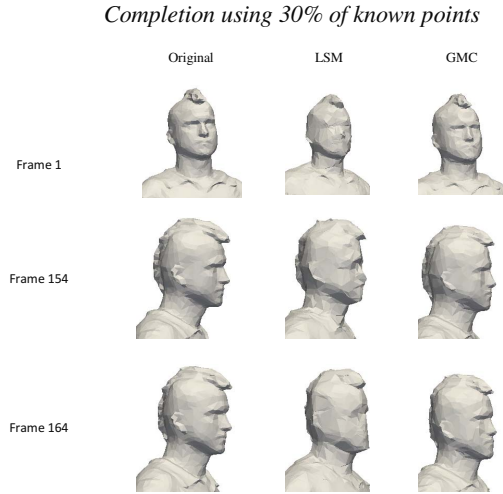 Completion using 30% of known points
Original LSM GMC
Frame 1
Frame 154
Frame 164